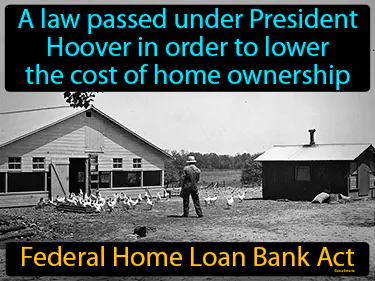 A law passed under President
Hoover in order to lower
the cost of home ownership
Federal Home Loan Bank Act